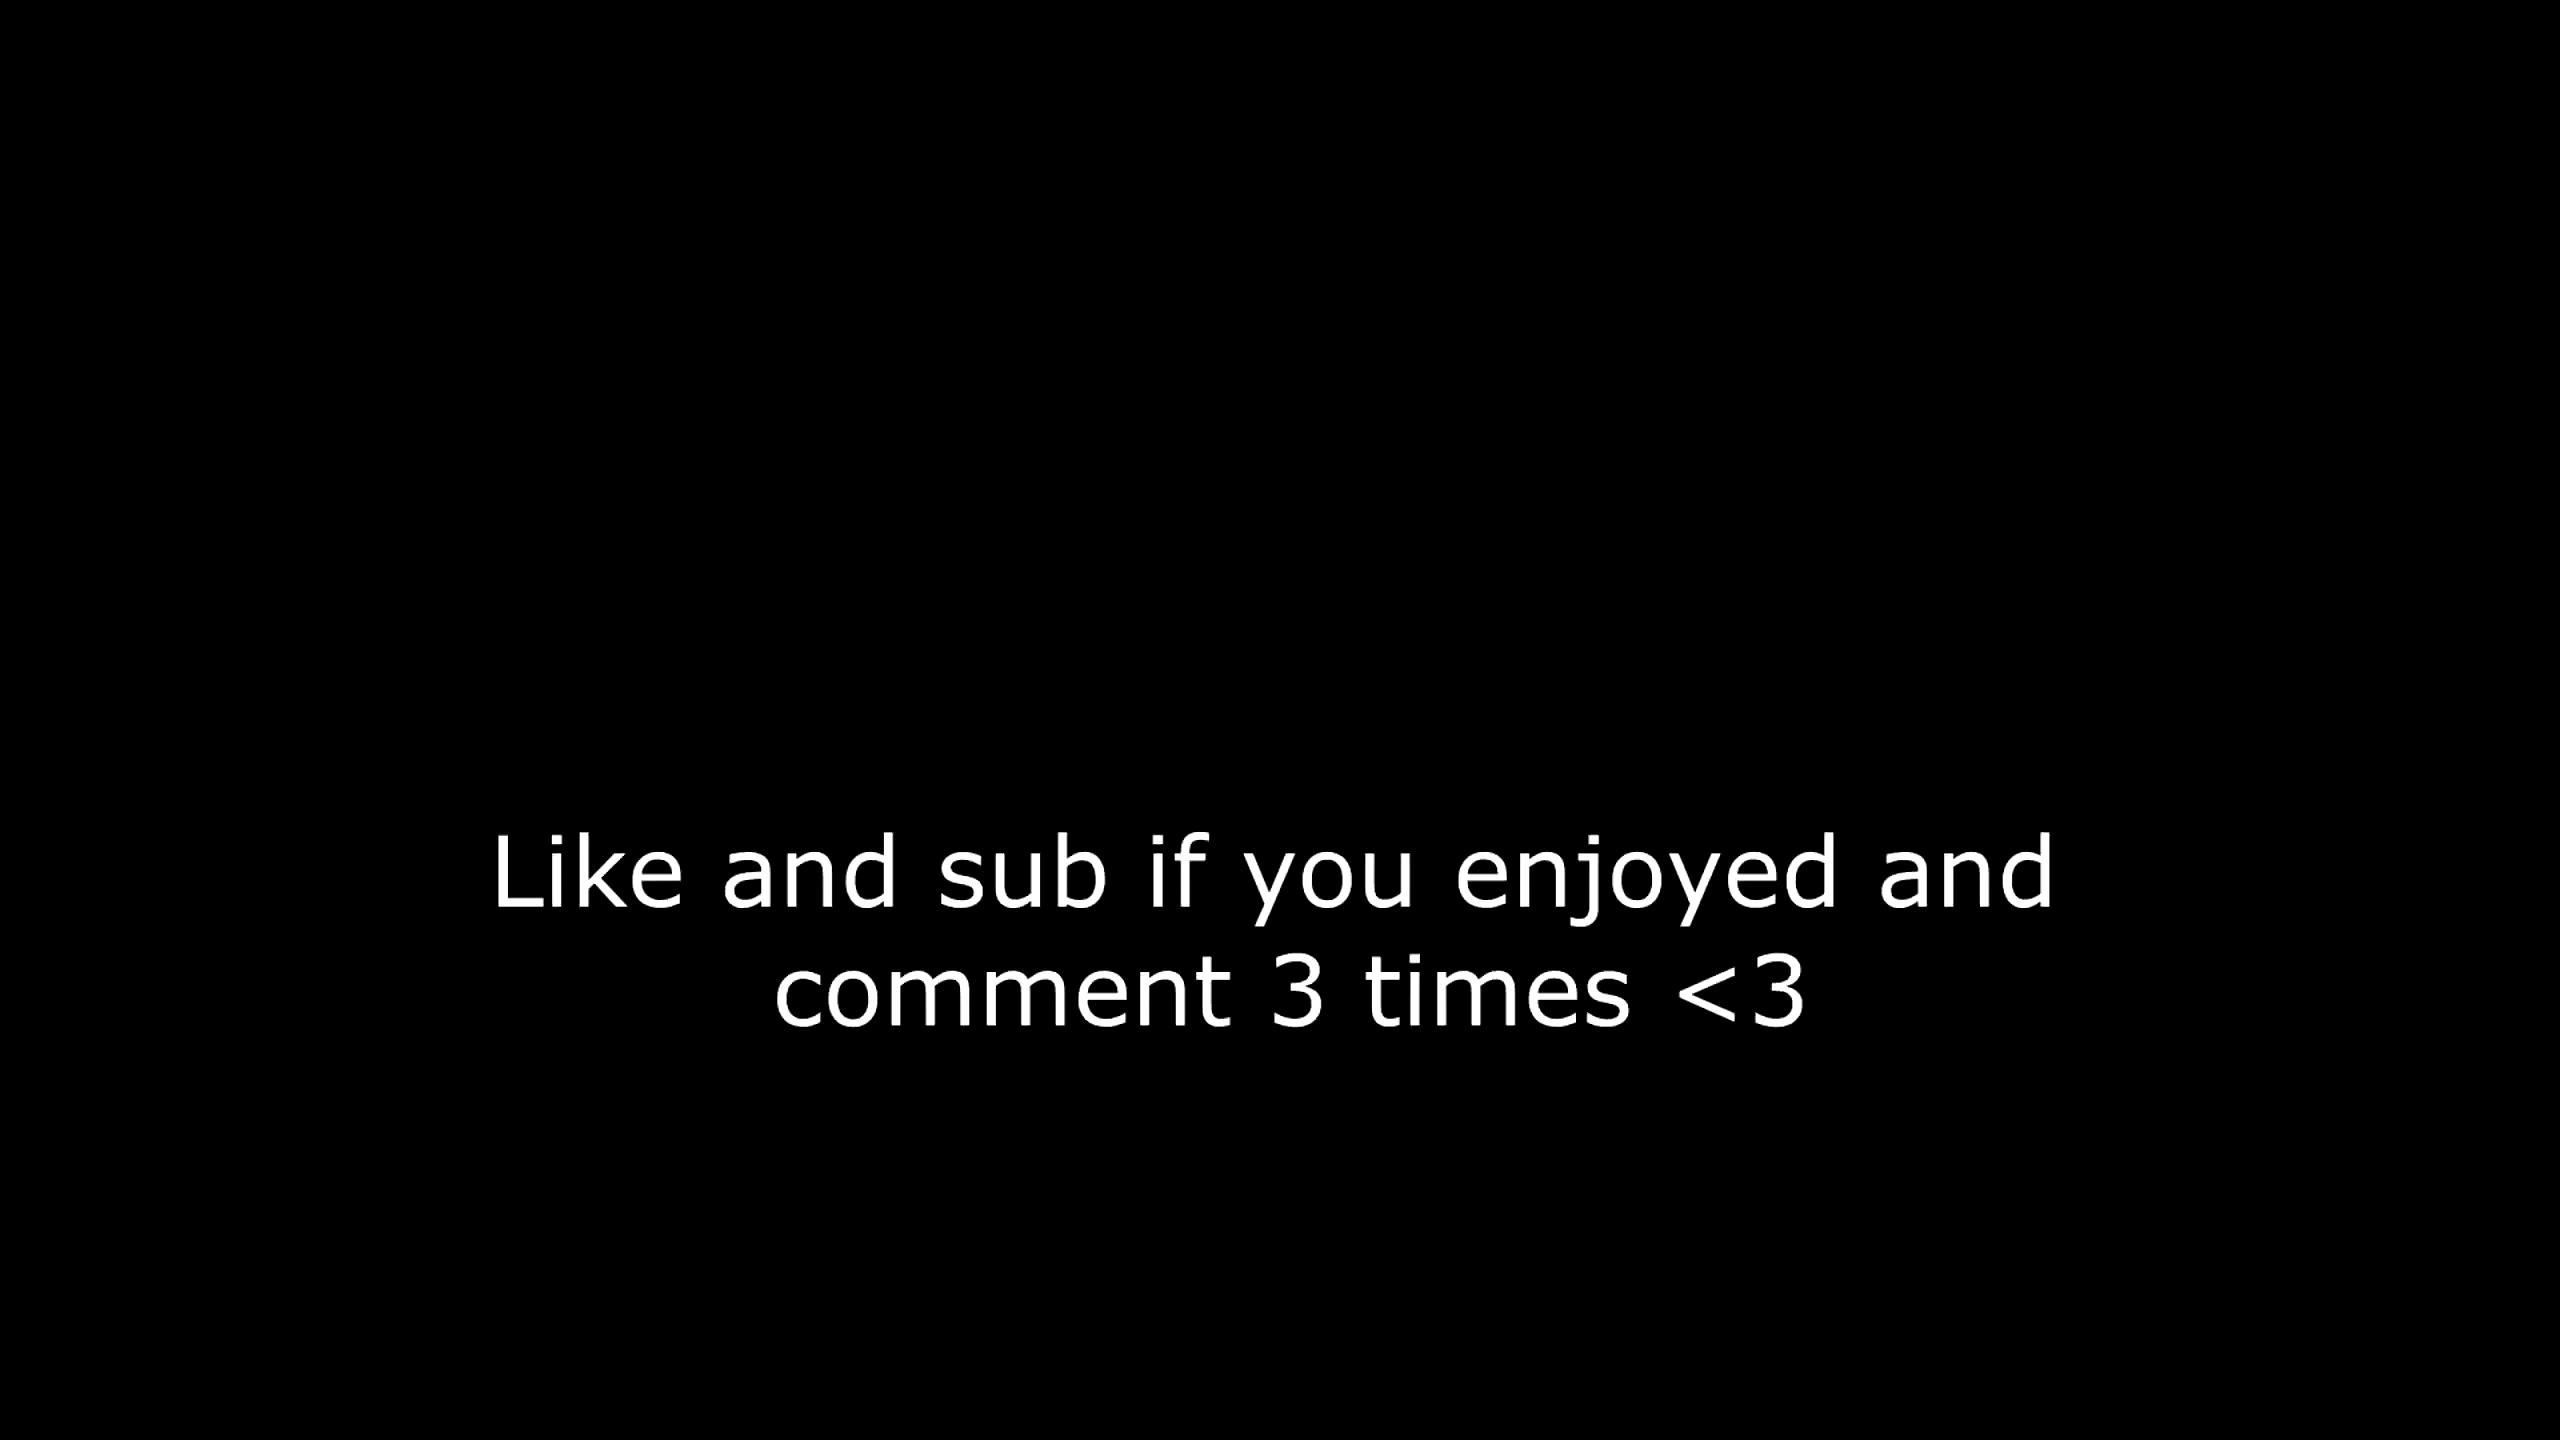 Like and sub if you enjoyed and
comment 3 times <3